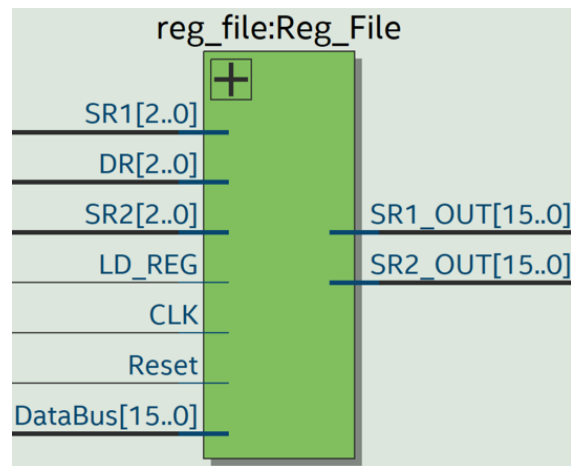 reg_file:Reg_File
SR1[2..0]
DR[2..0]
SR2[2..0]
LD_REG
CLK
Reset
DataBus[15..0]
SR1_OUT[15..0]
SR2_OUT[15..0]